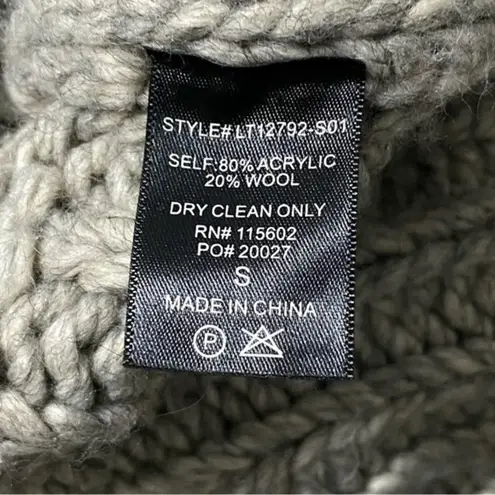 STYLE# LT12792-S01
SELF:80% ACRYLIC
20% WOOL
DRY CLEAN ONLY
RN# 115602
PO# 20027
S
MADE IN CHINA
P